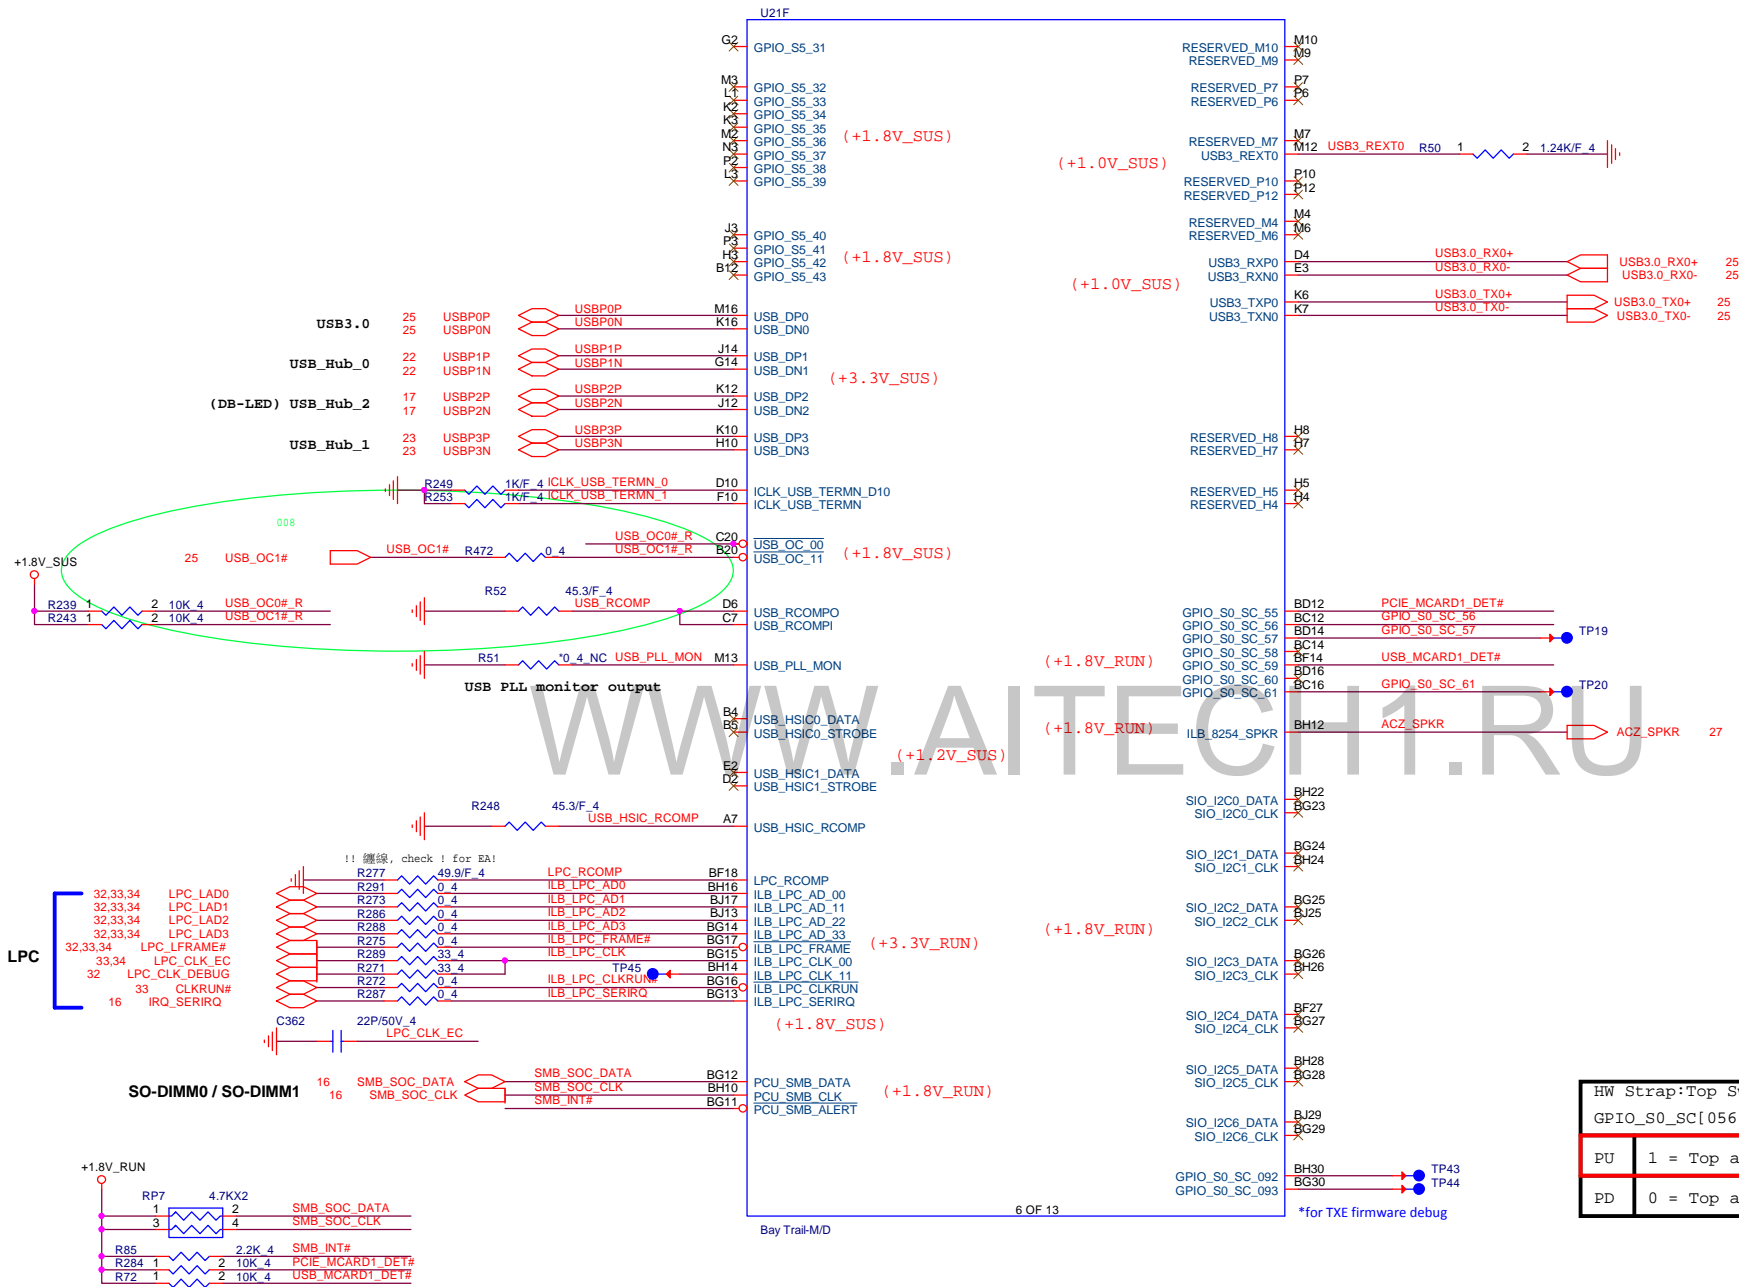 U21F
G2 GPIO_S5_31
M3 GPIO_S5_32
L1 GPIO_S5_33
K2 GPIO_S5_34
K3 GPIO_S5_35
M2 GPIO_S5_36
N3 GPIO_S5_37
P2 GPIO_S5_38
L3 GPIO_S5_39
(+1.8V_SUS)
J3 GPIO_S5_40
P3 GPIO_S5_41
H3 GPIO_S5_42
B12 GPIO_S5_43
(+1.8V_SUS)
USB3.0 25 USBP0P USBP0P M16 USB_DP0
25 USBP0N USBP0N K16 USB_DN0
USB_Hub_0 22 USBP1P USBP1P J14 USB_DP1
22 USBP1N USBP1N G14 USB_DN1
(+3.3V_SUS)
(DB-LED) USB_Hub_2 17 USBP2P USBP2P K12 USB_DP2
17 USBP2N USBP2N J12 USB_DN2
USB_Hub_1 23 USBP3P USBP3P K10 USB_DP3
23 USBP3N USBP3N H10 USB_DN3
R249 1K/F_4 ICLK_USB_TERMN_0 D10 ICLK_USB_TERMN_D10
R253 1K/F_4 ICLK_USB_TERMN_1 F10 ICLK_USB_TERMN
008
USB_OC0#_R C20 USB_OC_00
25 USB_OC1# USB_OC1# R472 0_4 USB_OC1#_R B20 USB_OC_11
(+1.8V_SUS)
+1.8V_SUS
R239 1 2 10K_4 USB_OC0#_R
R243 1 2 10K_4 USB_OC1#_R
R52 45.3/F_4 USB_RCOMP D6 USB_RCOMPO
C7 USB_RCOMPI
R51 *0_4_NC USB_PLL_MON M13 USB_PLL_MON
USB PLL monitor output
B4 USB_HSIC0_DATA
B5 USB_HSIC0_STROBE
(+1.2V_SUS)
E2 USB_HSIC1_DATA
D2 USB_HSIC1_STROBE
R248 45.3/F_4 USB_HSIC_RCOMP A7 USB_HSIC_RCOMP
!! 纏線, check ! for EA!
R277 49.9/F_4 LPC_RCOMP BF18 LPC_RCOMP
32,33,34 LPC_LAD0 R291 0_4 ILB_LPC_AD0 BH16 ILB_LPC_AD_00
32,33,34 LPC_LAD1 R273 0_4 ILB_LPC_AD1 BJ17 ILB_LPC_AD_11
32,33,34 LPC_LAD2 R286 0_4 ILB_LPC_AD2 BJ13 ILB_LPC_AD_22
32,33,34 LPC_LAD3 R288 0_4 ILB_LPC_AD3 BG14 ILB_LPC_AD_33
32,33,34 LPC_LFRAME# R275 0_4 ILB_LPC_FRAME# BG17 ILB_LPC_FRAME
(+3.3V_RUN)
LPC
33,34 LPC_CLK_EC R289 33_4 ILB_LPC_CLK BG15 ILB_LPC_CLK_00
32 LPC_CLK_DEBUG R271 33_4 TP45 BH14 ILB_LPC_CLK_11
33 CLKRUN# R272 0_4 ILB_LPC_CLKRUN# BG16 ILB_LPC_CLKRUN
16 IRQ_SERIRQ R287 0_4 ILB_LPC_SERIRQ BG13 ILB_LPC_SERIRQ
(+1.8V_SUS)
C362 22P/50V_4 LPC_CLK_EC
SO-DIMM0 / SO-DIMM1 16 SMB_SOC_DATA SMB_SOC_DATA BG12 PCU_SMB_DATA
16 SMB_SOC_CLK SMB_SOC_CLK BH10 PCU_SMB_CLK
SMB_INT# BG11 PCU_SMB_ALERT
(+1.8V_RUN)
+1.8V_RUN
RP7 4.7KX2
1 2 SMB_SOC_DATA
3 4 SMB_SOC_CLK
R85 2.2K_4 SMB_INT#
R284 1 2 10K_4 PCIE_MCARD1_DET#
R72 1 2 10K_4 USB_MCARD1_DET#
RESERVED_M10 M10
RESERVED_M9 M9
RESERVED_P7 P7
RESERVED_P6 P6
RESERVED_M7 M7
(+1.0V_SUS)
USB3_REXT0 M12 USB3_REXT0 R50 1 2 1.24K/F_4
RESERVED_P10 P10
RESERVED_P12 P12
RESERVED_M4 M4
RESERVED_M6 M6
USB3_RXP0 D4 USB3.0_RX0+ USB3.0_RX0+ 25
USB3_RXN0 E3 USB3.0_RX0- USB3.0_RX0- 25
(+1.0V_SUS)
USB3_TXP0 K6 USB3.0_TX0+ USB3.0_TX0+ 25
USB3_TXN0 K7 USB3.0_TX0- USB3.0_TX0- 25
RESERVED_H8 H8
RESERVED_H7 H7
RESERVED_H5 H5
RESERVED_H4 H4
GPIO_S0_SC_55 BD12 PCIE_MCARD1_DET#
GPIO_S0_SC_56 BC12 GPIO_S0_SC_56
GPIO_S0_SC_57 BD14 GPIO_S0_SC_57 TP19
GPIO_S0_SC_58 BC14
(+1.8V_RUN)
GPIO_S0_SC_59 BF14 USB_MCARD1_DET#
GPIO_S0_SC_60 BD16
GPIO_S0_SC_61 BC16 GPIO_S0_SC_61 TP20
(+1.8V_RUN)
ILB_8254_SPKR BH12 ACZ_SPKR ACZ_SPKR 27
WWW.AITECH1.RU
SIO_I2C0_DATA BH22
SIO_I2C0_CLK BG23
SIO_I2C1_DATA BG24
SIO_I2C1_CLK BH24
SIO_I2C2_DATA BG25
SIO_I2C2_CLK BJ25
(+1.8V_RUN)
SIO_I2C3_DATA BG26
SIO_I2C3_CLK BH26
SIO_I2C4_DATA BF27
SIO_I2C4_CLK BG27
SIO_I2C5_DATA BH28
SIO_I2C5_CLK BG28
SIO_I2C6_DATA BJ29
SIO_I2C6_CLK BG29
GPIO_S0_SC_092 BH30 TP43
GPIO_S0_SC_093 BG30 TP44
*for TXE firmware debug
6 OF 13
Bay Trail-M/D
HW Strap:Top S
GPIO_S0_SC[056
PU 1 = Top a
PD 0 = Top a